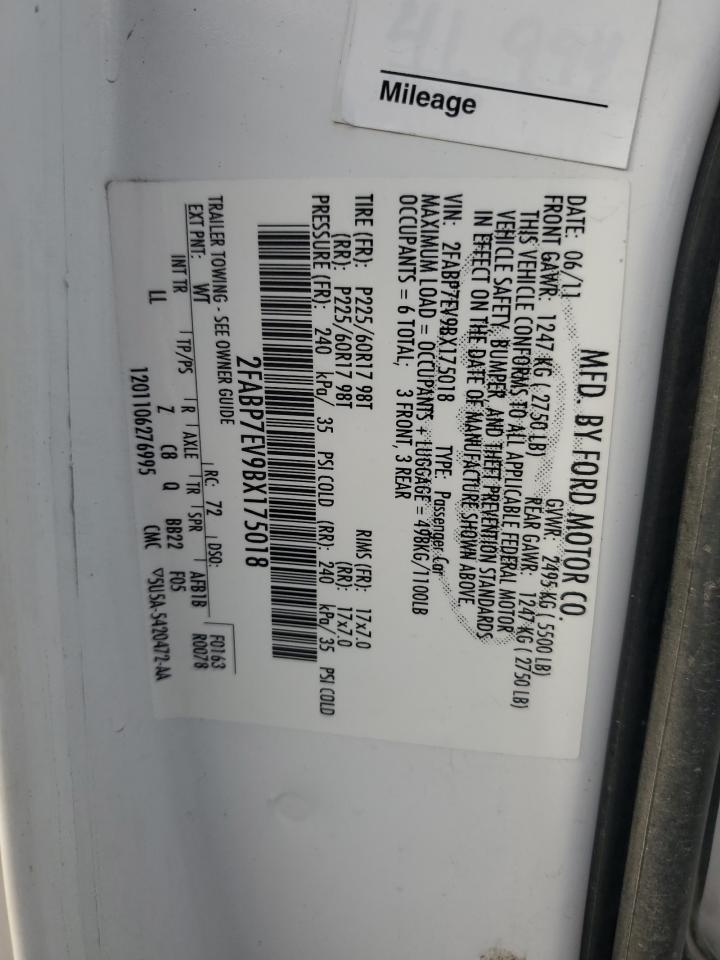 41 994
Mileage
MFD. BY FORD MOTOR CO.
DATE: 06/11 GVWR: 2495 KG ( 5500 LB)
FRONT GAWR: 1247 KG ( 2750 LB) REAR GAWR: 1247 KG ( 2750 LB)
THIS VEHICLE CONFORMS TO ALL APPLICABLE FEDERAL MOTOR
VEHICLE SAFETY, BUMPER, AND THEFT PREVENTION STANDARDS
IN EFFECT ON THE DATE OF MANUFACTURE SHOWN ABOVE.
VIN: 2FABP7EV9BX175018 TYPE: Passenger Car
MAXIMUM LOAD = OCCUPANTS + LUGGAGE = 498KG/1100LB
OCCUPANTS = 6 TOTAL; 3 FRONT, 3 REAR
TIRE (FR): P225/60R17 98T RIMS (FR): 17x7.0
(RR): P225/60R17 98T (RR): 17x7.0
PRESSURE (FR): 240 kPa/ 35 PSI COLD (RR): 240 kPa/ 35 PSI COLD
2FABP7EV9BX175018
TRAILER TOWING - SEE OWNER GUIDE
EXT PNT: WT RC: 72 DSO: F0163
AFB1B R0078
INT TR TP/PS R AXLE TR SPR
LL Z C8 Q BB22 F05
1201106276995 CMC ▽5U5A-5420472-AA